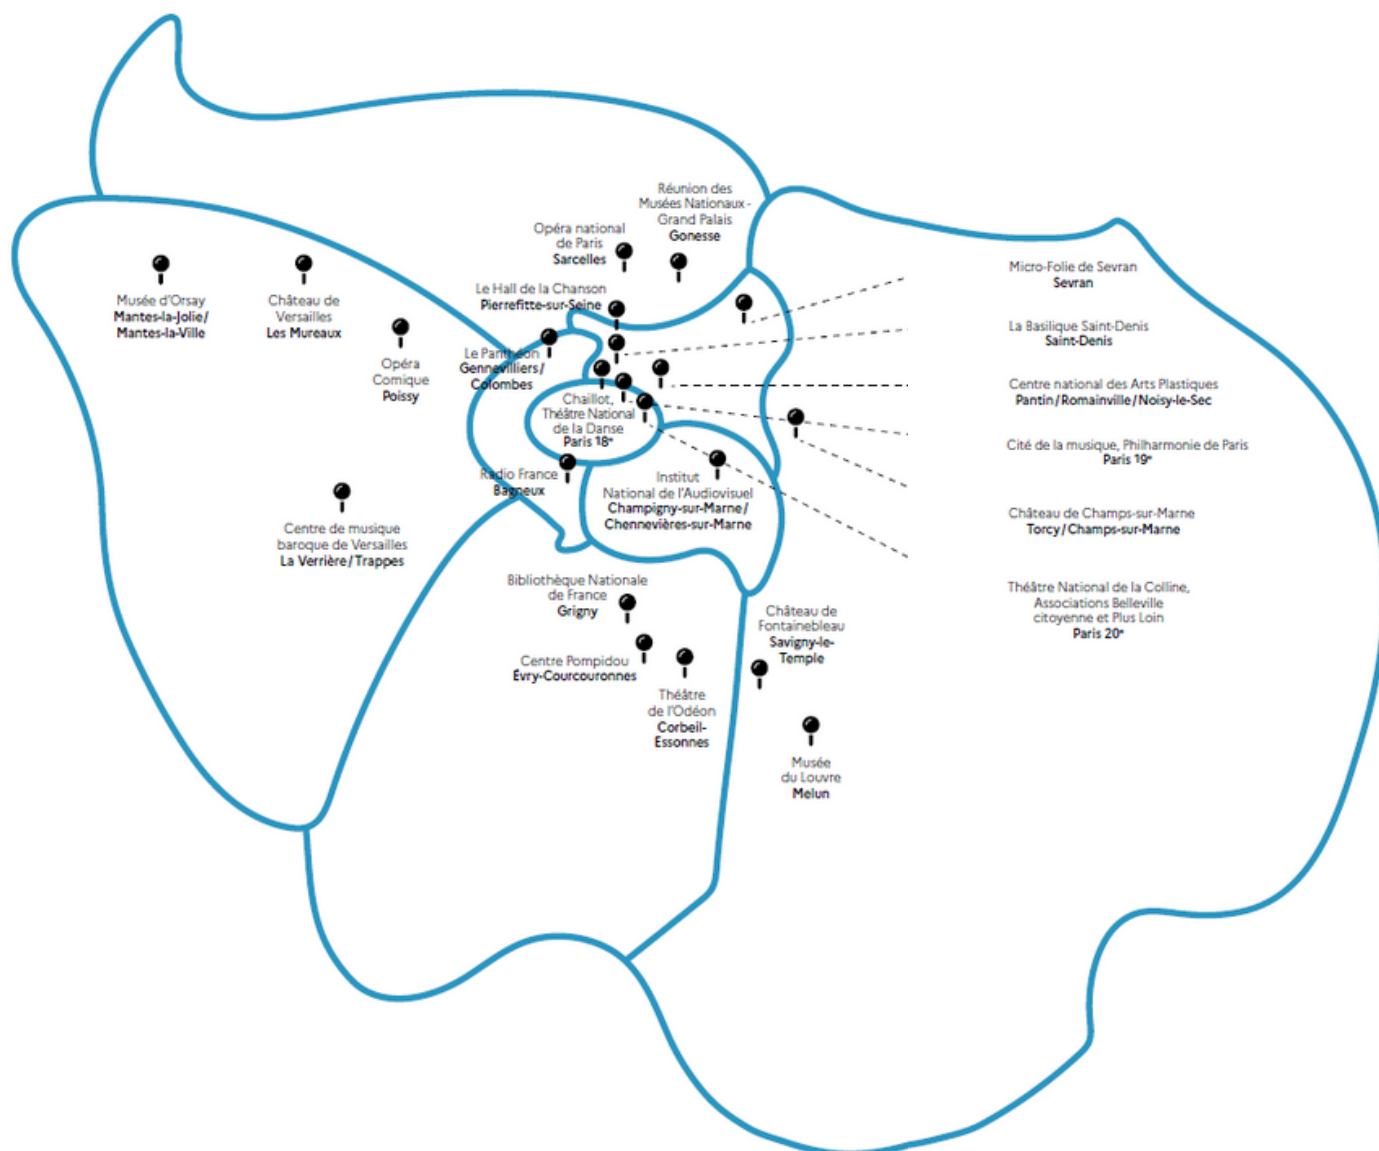 Réunion des
Musées Nationaux -
Grand Palais
Gonesse
Opéra national
de Paris
Sarcelles
Le Hall de la Chanson
Pierrefitte-sur-Seine
Musée d'Orsay
Mantes-la-Jolie/
Mantes-la-Ville
Château de
Versailles
Les Mureaux
Opéra
Comique
Poissy
Le Panthéon
Gennevilliers/
Colombes
Chaillot,
Théâtre National
de la Danse
Paris 18e
Radio France
Bagneux
Institut
National de l'Audiovisuel
Champigny-sur-Marne/
Chennevières-sur-Marne
Centre de musique
baroque de Versailles
La Verrière/Trappes
Bibliothèque Nationale
de France
Grigny
Centre Pompidou
Évry-Courcouronnes
Théâtre
de l'Odéon
Corbeil-
Essonnes
Château de
Fontainebleau
Savigny-le-
Temple
Musée
du Louvre
Melun
Micro-Folie de Sevran
Sevran
La Basilique Saint-Denis
Saint-Denis
Centre national des Arts Plastiques
Pantin/Romainville/Noisy-le-Sec
Cité de la musique, Philharmonie de Paris
Paris 19e
Château de Champs-sur-Marne
Torcy/Champs-sur-Marne
Théâtre National de la Colline,
Associations Belleville
citoyenne et Plus Loin
Paris 20e